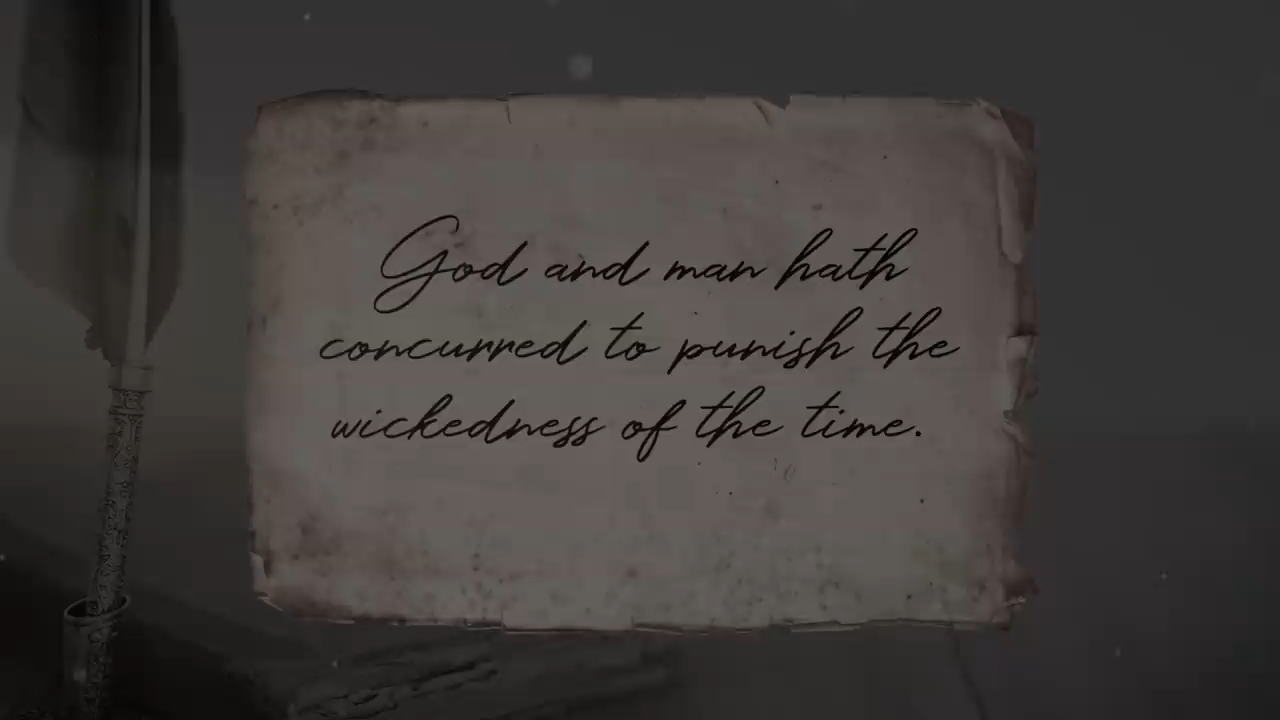 God and man hath
concurred to punish the
wickedness of the time.